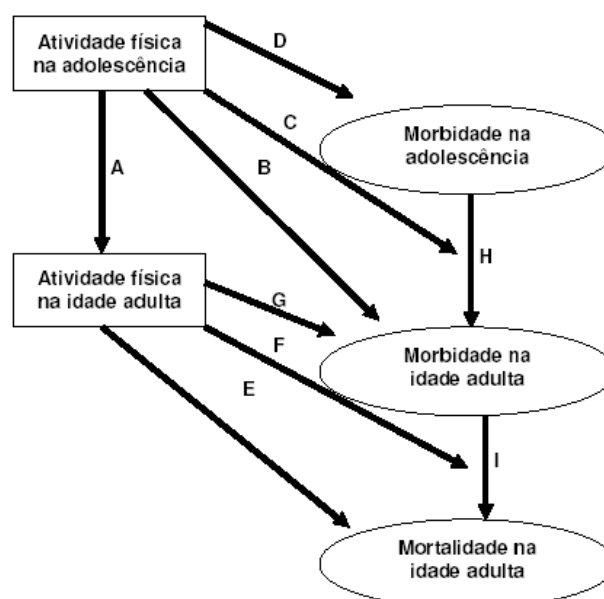 Atividade física
na adolescência
D
C
Morbidade na
adolescência
A
B
H
Atividade física
na idade adulta
G
F
Morbidade na
idade adulta
E
I
Mortalidade na
idade adulta